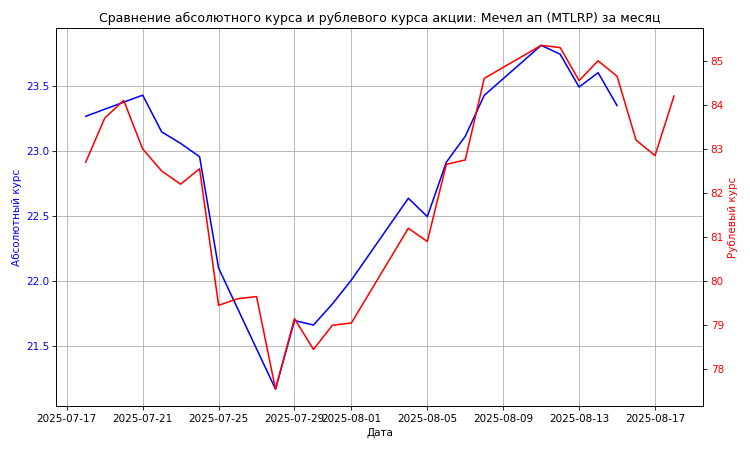 Сравнение абсолютного курса и рублевого курса акции: Мечел ап (MTLRP) за месяц
Абсолютный курс
23.5
23.0
22.5
22.0
21.5
85
84
83
82
81
80
79
78
Рублевый курс
2025-07-17 2025-07-21 2025-07-25 2025-07-29 2025-08-01 2025-08-05 2025-08-09 2025-08-13 2025-08-17
Дата